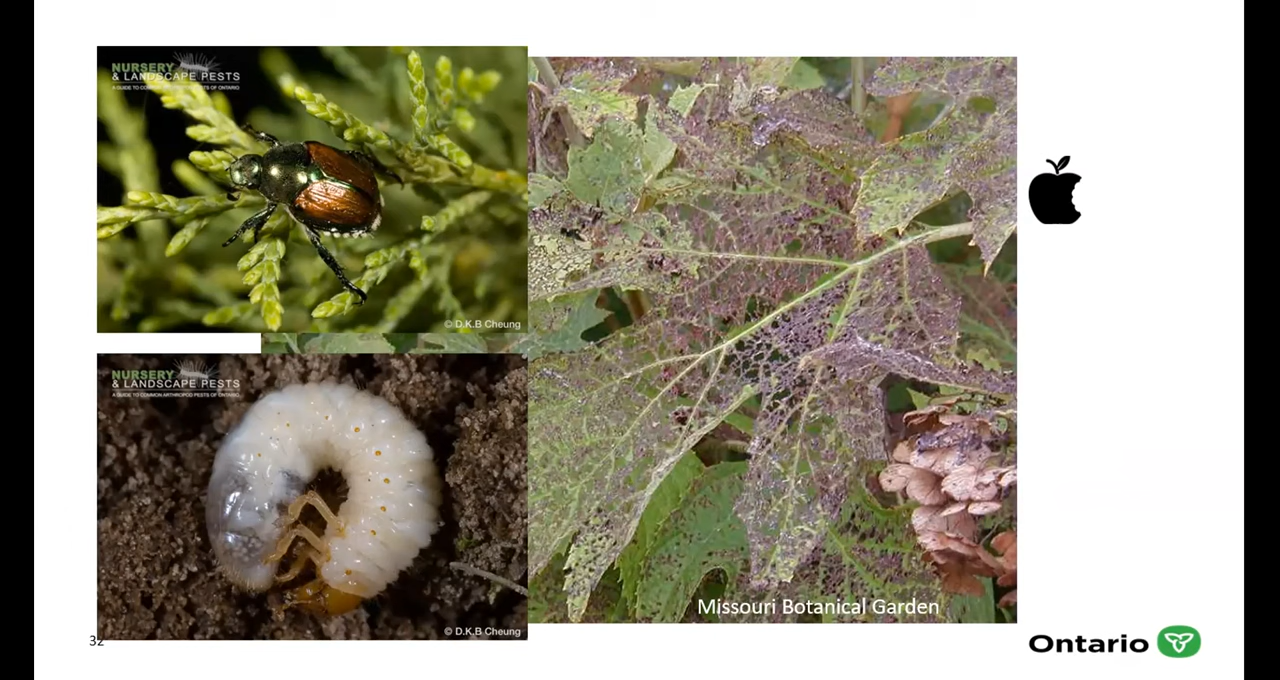 NURSERY
& LANDSCAPE PESTS
A GUIDE TO COMMON ARTHROPOD PESTS OF ONTARIO
© D.K.B Cheung
NURSERY
& LANDSCAPE PESTS
A GUIDE TO COMMON ARTHROPOD PESTS OF ONTARIO
© D.K.B Cheung
Missouri Botanical Garden
32
Ontario